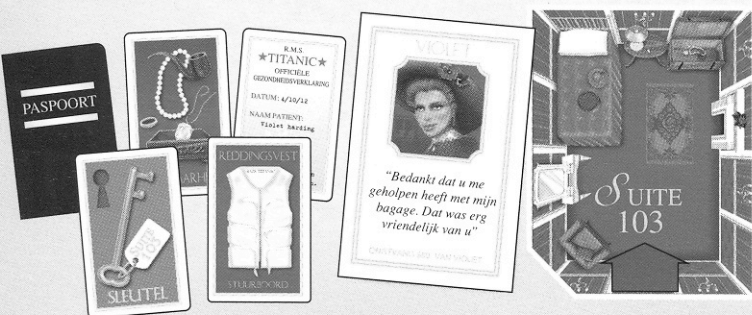 PASPOORT
R.M.S.
★TITANIC★
OFFICIËLE
GEZONDHEIDSVERKLARING
DATUM: 4/10/12
NAAM PATIENT:
Violet Harding
SUITE
103
SLEUTEL
REDDINGSVEST
STUURBOORD
VIOLET
"Bedankt dat u me
geholpen heeft met mijn
bagage. Dat was erg
vriendelijk van u"
SUITE
103